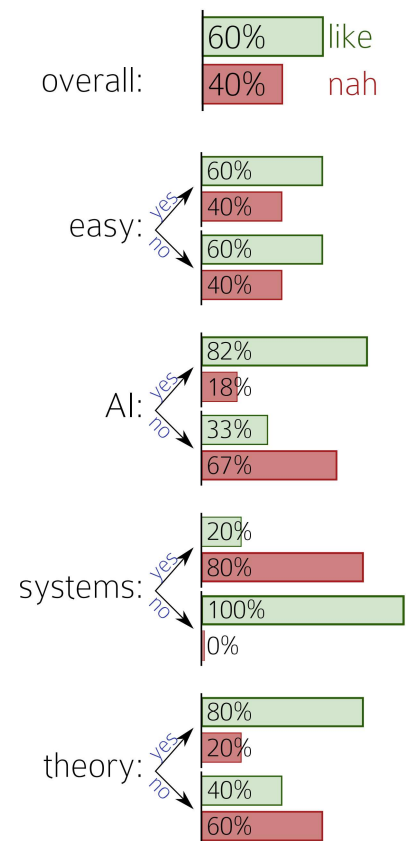 60% like
overall:
40% nah
60%
yes
40%
easy:
60%
no
40%
82%
yes
18%
AI:
33%
no
67%
20%
yes
80%
systems:
100%
no
0%
80%
yes
20%
theory:
40%
no
60%